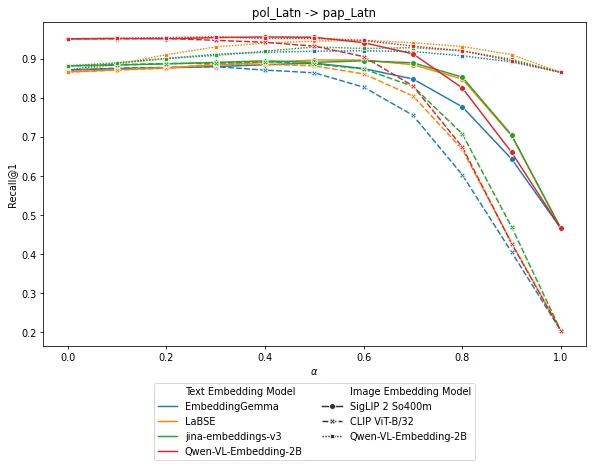 pol_Latn -> pap_Latn
Recall@1
0.9
0.8
0.7
0.6
0.5
0.4
0.3
0.2
0.0
0.2
0.4
0.6
0.8
1.0
α
Text Embedding Model
EmbeddingGemma
LaBSE
jina-embeddings-v3
Qwen-VL-Embedding-2B
Image Embedding Model
SigLIP 2 So400m
CLIP ViT-B/32
Qwen-VL-Embedding-2B